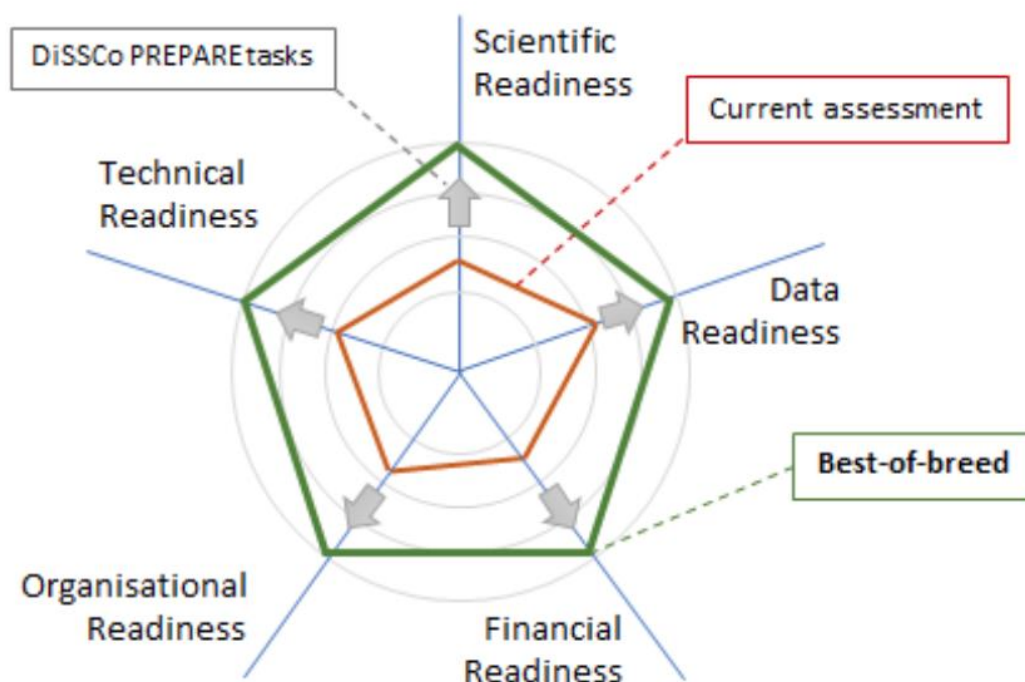 DiSSCo PREPARE tasks
Scientific
Readiness
Current assessment
Technical
Readiness
Data
Readiness
Best-of-breed
Organisational
Readiness
Financial
Readiness